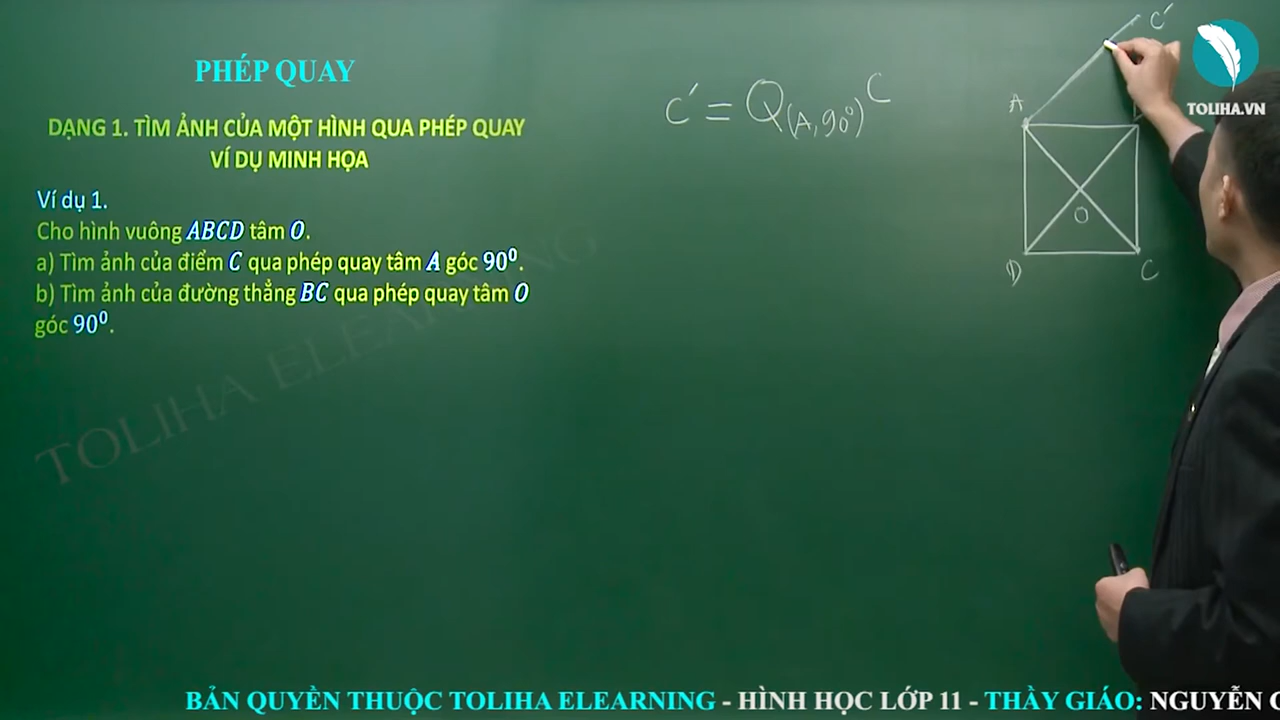 PHÉP QUAY
DẠNG 1. TÌM ẢNH CỦA MỘT HÌNH QUA PHÉP QUAY
VÍ DỤ MINH HỌA
Ví dụ 1.
Cho hình vuông ABCD tâm O.
a) Tìm ảnh của điểm C qua phép quay tâm A góc 90⁰.
b) Tìm ảnh của đường thẳng BC qua phép quay tâm O
góc 90⁰.
C′ = Q(A, 90⁰) C
C′
A
O
D
C
TOLIHA.VN
TOLIHA ELEARNING
BẢN QUYỀN THUỘC TOLIHA ELEARNING - HÌNH HỌC LỚP 11 - THẦY GIÁO: NGUYỄN